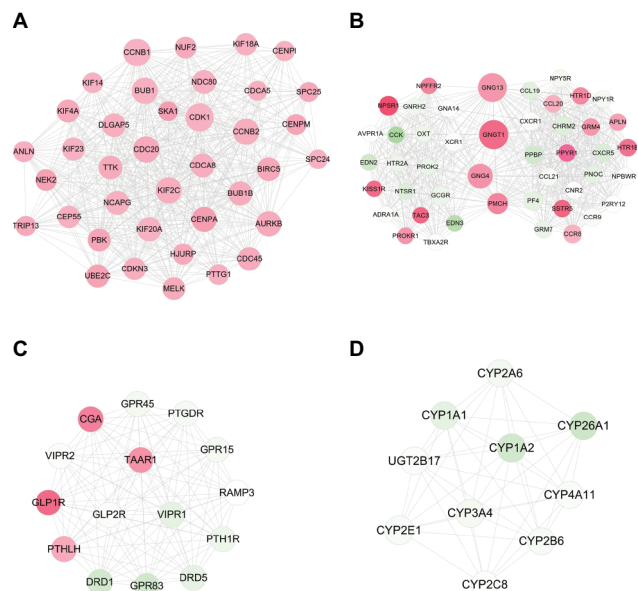 A
CCNB1
NUF2
KIF18A
CENPI
KIF14
BUB1
NDC80
CDCA5
SPC25
KIF4A
SKA1
CDK1
DLGAP5
CCNB2
CENPM
ANLN
KIF23
CDC20
TTK
CDCA8
BIRC5
SPC24
NEK2
KIF2C
BUB1B
NCAPG
CEP55
CENPA
AURKB
TRIP13
KIF20A
PBK
HJURP
CDC45
UBE2C
CDKN3
PTTG1
MELK
B
NPY5R
NPFFR2
GNG13
CCL19
HTR1D
NPSR1
GNRH2
GNA14
CCL20
NPY1R
CXCR1
APLN
AVPR1A
CCK
OXT
GNGT1
CHRM2
GRM4
XCR1
HTR1E
EDN2
HTR2A
PROK2
PPBP
PPYR1
CXCR5
GNG4
CCL21
PNOC
KISS1R
NTSR1
GCGR
CNR2
NPBWR
PMCH
PF4
P2RY12
ADRA1A
TAC3
EDN3
SSTR5
CCR9
PROKR1
TBXA2R
GRM7
CCR8
C
GPR45
PTGDR
CGA
VIPR2
TAAR1
GPR15
GLP1R
RAMP3
GLP2R
VIPR1
PTH1R
PTHLH
DRD1
GPR83
DRD5
D
CYP2A6
CYP1A1
CYP26A1
CYP1A2
UGT2B17
CYP4A11
CYP3A4
CYP2E1
CYP2B6
CYP2C8